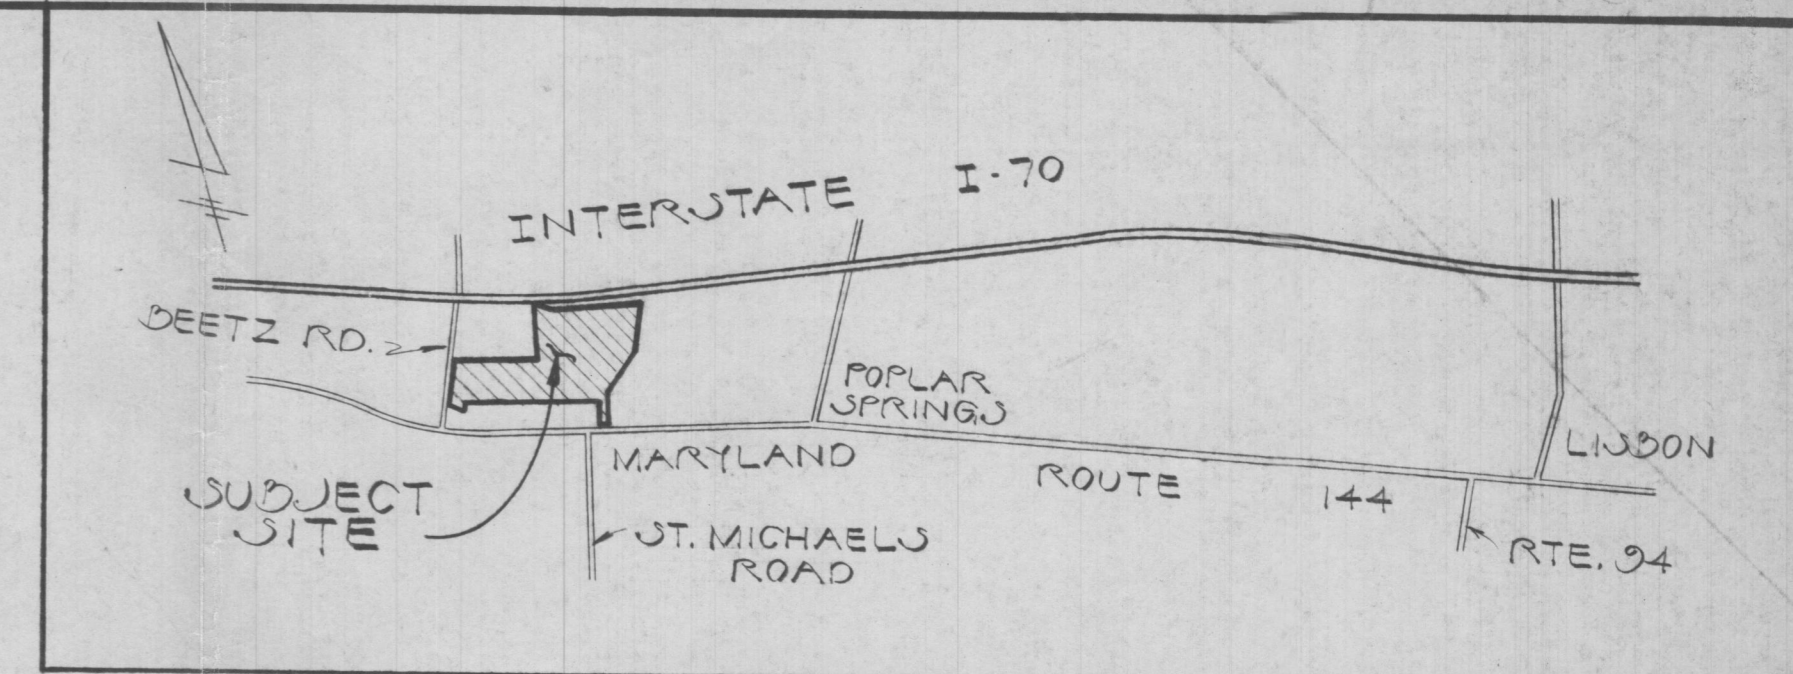 INTERSTATE I-70
BEETZ RD.
POPLAR
SPRINGS
LISBON
MARYLAND ROUTE 144
SUBJECT
SITE
ST. MICHAELS
ROAD
RTE. 94